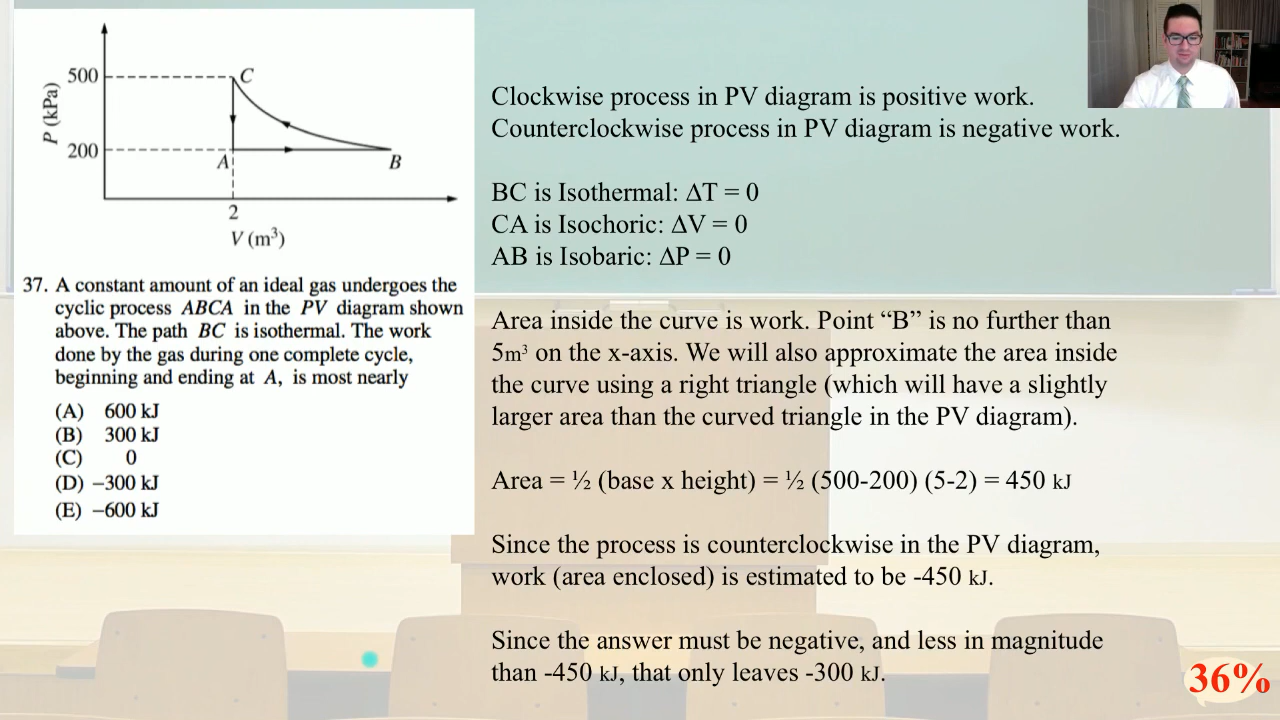 500
C
P (kPa)
200
A
B
2
V (m³)
37. A constant amount of an ideal gas undergoes the
cyclic process ABCA in the PV diagram shown
above. The path BC is isothermal. The work
done by the gas during one complete cycle,
beginning and ending at A, is most nearly
(A) 600 kJ
(B) 300 kJ
(C) 0
(D) −300 kJ
(E) −600 kJ
Clockwise process in PV diagram is positive work.
Counterclockwise process in PV diagram is negative work.
BC is Isothermal: ΔT = 0
CA is Isochoric: ΔV = 0
AB is Isobaric: ΔP = 0
Area inside the curve is work. Point “B” is no further than
5m³ on the x-axis. We will also approximate the area inside
the curve using a right triangle (which will have a slightly
larger area than the curved triangle in the PV diagram).
Area = ½ (base x height) = ½ (500-200) (5-2) = 450 kJ
Since the process is counterclockwise in the PV diagram,
work (area enclosed) is estimated to be -450 kJ.
Since the answer must be negative, and less in magnitude
than -450 kJ, that only leaves -300 kJ.
36%